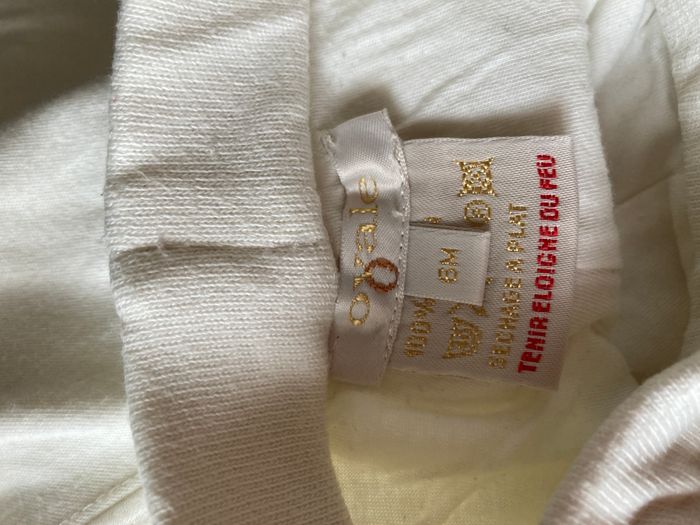 ovale
O
6M
100%
SECHAGE A PLAT
TENIR ELOIGNE DU FEU